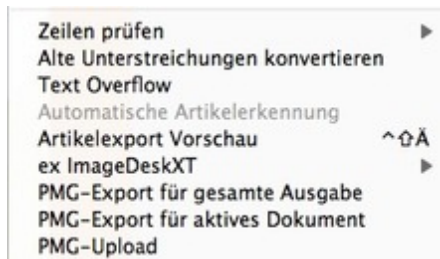 Zeilen prüfen
Alte Unterstreichungen konvertieren
Text Overflow
Automatische Artikelerkennung
Artikelexport Vorschau ^⇧Ä
ex ImageDeskXT
PMG-Export für gesamte Ausgabe
PMG-Export für aktives Dokument
PMG-Upload